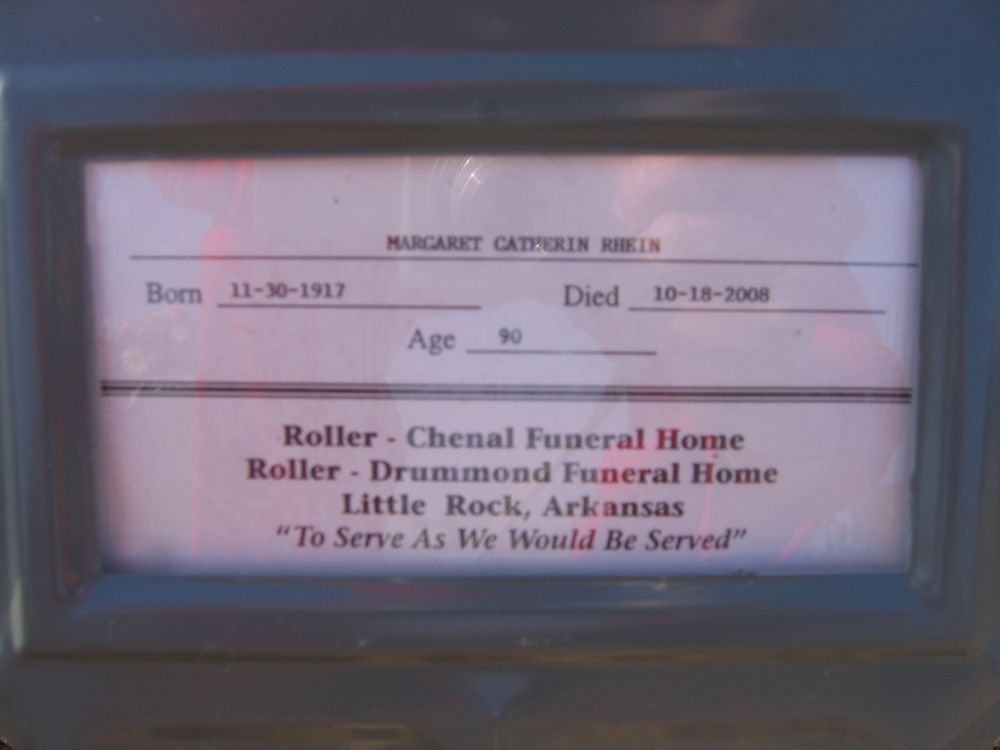 MARGARET CATHERIN RHEIN
Born 11-30-1917 Died 10-18-2008
Age 90
Roller - Chenal Funeral Home
Roller - Drummond Funeral Home
Little Rock, Arkansas
“To Serve As We Would Be Served”